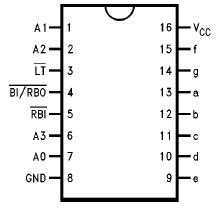 A1 1 16 VCC
A2 2 15 f
LT 3 14 g
BI/RBO 4 13 a
RBI 5 12 b
A3 6 11 c
A0 7 10 d
GND 8 9 e